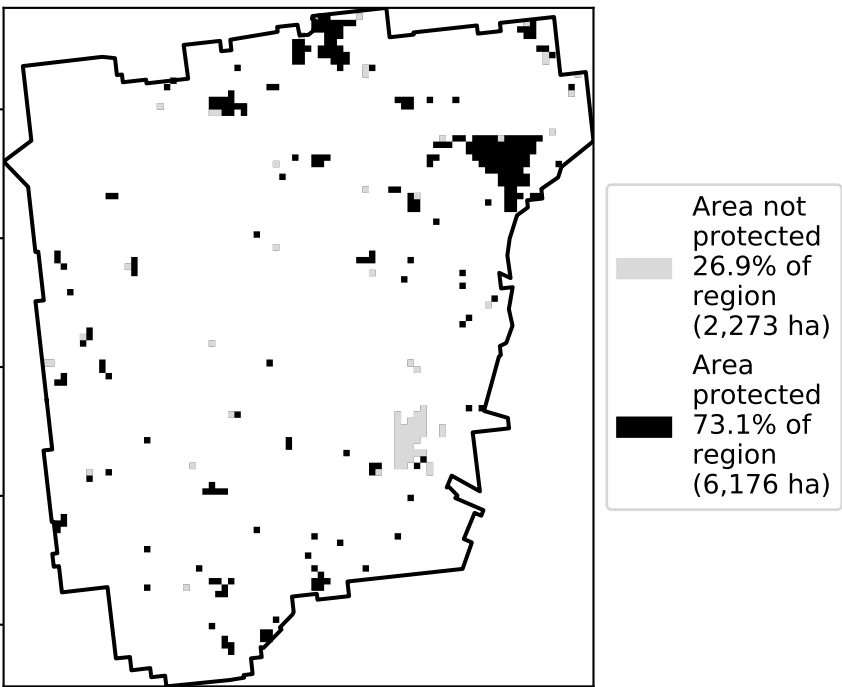 Area not
protected
26.9% of
region
(2,273 ha)
Area
protected
73.1% of
region
(6,176 ha)